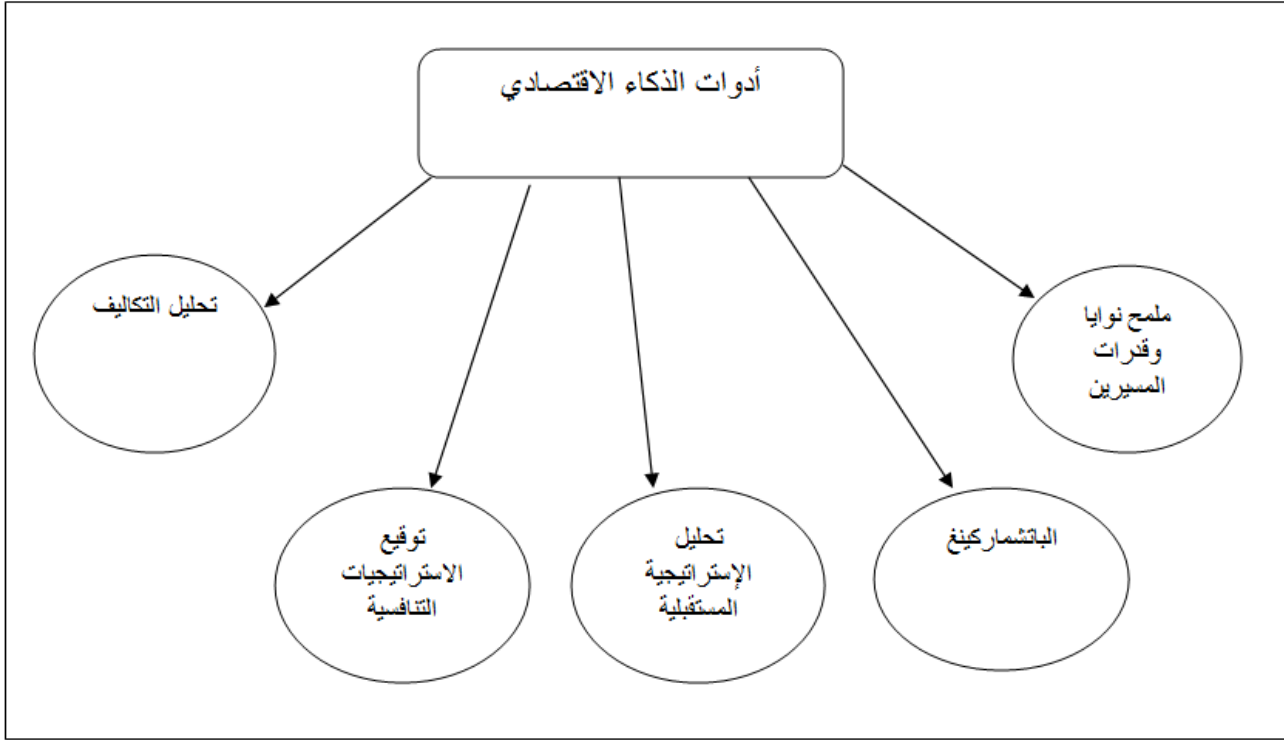 أدوات الذكاء الاقتصادي
ملمح نوايا
وقدرات
المسيرين
تحليل التكاليف
الباتشماركينغ
تحليل
الإستراتيجية
المستقبلية
توقيع
الاستراتيجيات
التنافسية